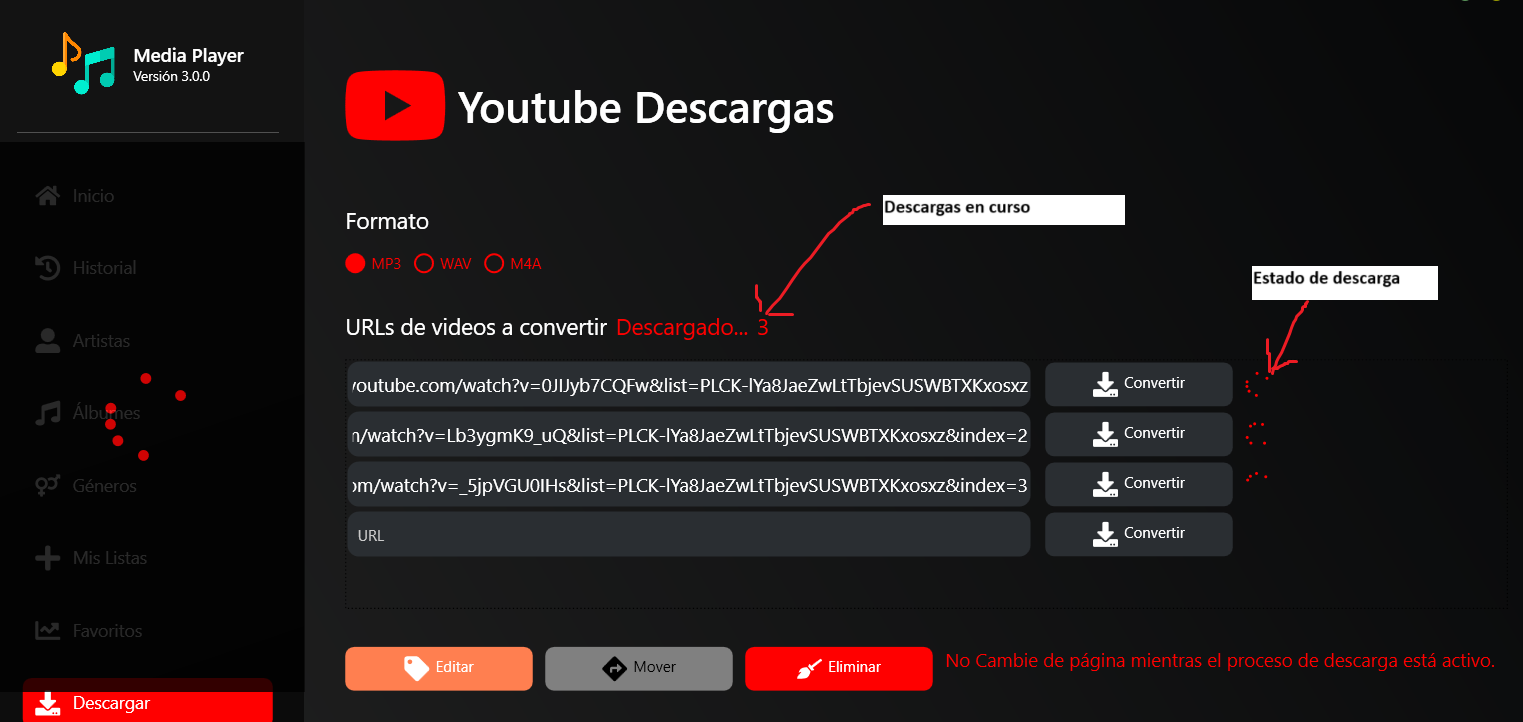 Media Player
Versión 3.0.0
Inicio
Historial
Artistas
Álbumes
Géneros
Mis Listas
Favoritos
Descargar
Youtube Descargas
Formato
MP3 WAV M4A
Descargas en curso
Estado de descarga
URLs de videos a convertir Descargado... 3
youtube.com/watch?v=0JIJyb7CQFw&list=PLCK-lYa8JaeZwLtTbjevSUSWBTXKxosxz Convertir
m/watch?v=Lb3ygmK9_uQ&list=PLCK-lYa8JaeZwLtTbjevSUSWBTXKxosxz&index=2 Convertir
om/watch?v=_5jpVGU0IHs&list=PLCK-lYa8JaeZwLtTbjevSUSWBTXKxosxz&index=3 Convertir
URL Convertir
Editar Mover Eliminar No Cambie de página mientras el proceso de descarga está activo.